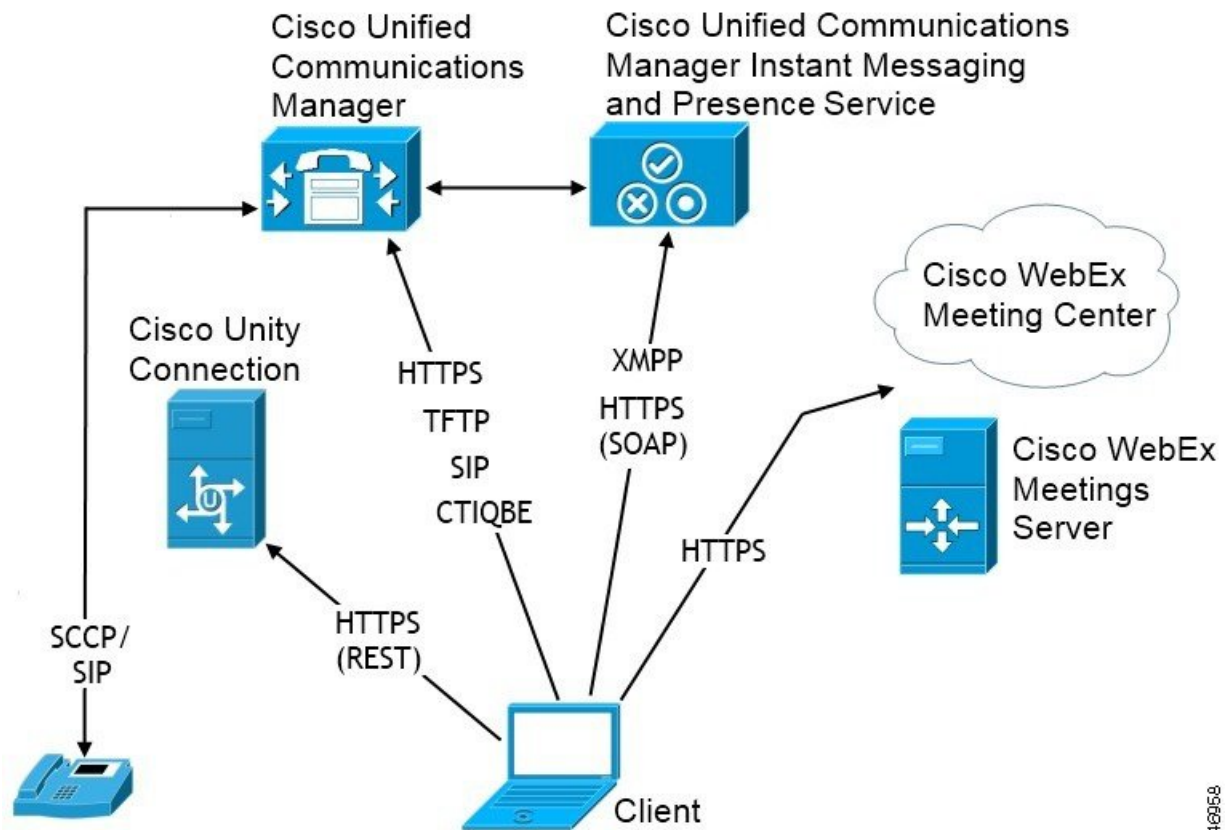 Cisco Unified
Communications
Manager
Cisco Unified Communications
Manager Instant Messaging
and Presence Service
Cisco WebEx
Meeting Center
Cisco Unity
Connection
HTTPS
TFTP
SIP
CTIQBE
XMPP
HTTPS
(SOAP)
Cisco WebEx
Meetings
Server
HTTPS
HTTPS
(REST)
SCCP/
SIP
U
Client